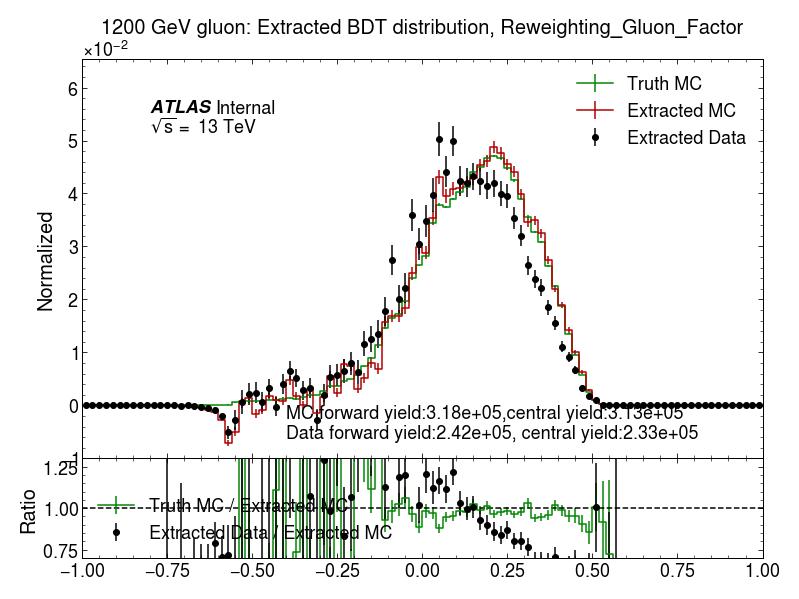 1200 GeV gluon: Extracted BDT distribution, Reweighting_Gluon_Factor
×10⁻²
ATLAS Internal
√s = 13 TeV
Truth MC
Extracted MC
Extracted Data
Normalized
6
5
4
3
2
1
0
1
MC forward yield:3.18e+05,central yield:3.13e+05
Data forward yield:2.42e+05, central yield:2.33e+05
Ratio
1.25
1.00
0.75
Truth MC / Extracted MC
Extracted Data / Extracted MC
−1.00 −0.75 −0.50 −0.25 0.00 0.25 0.50 0.75 1.00